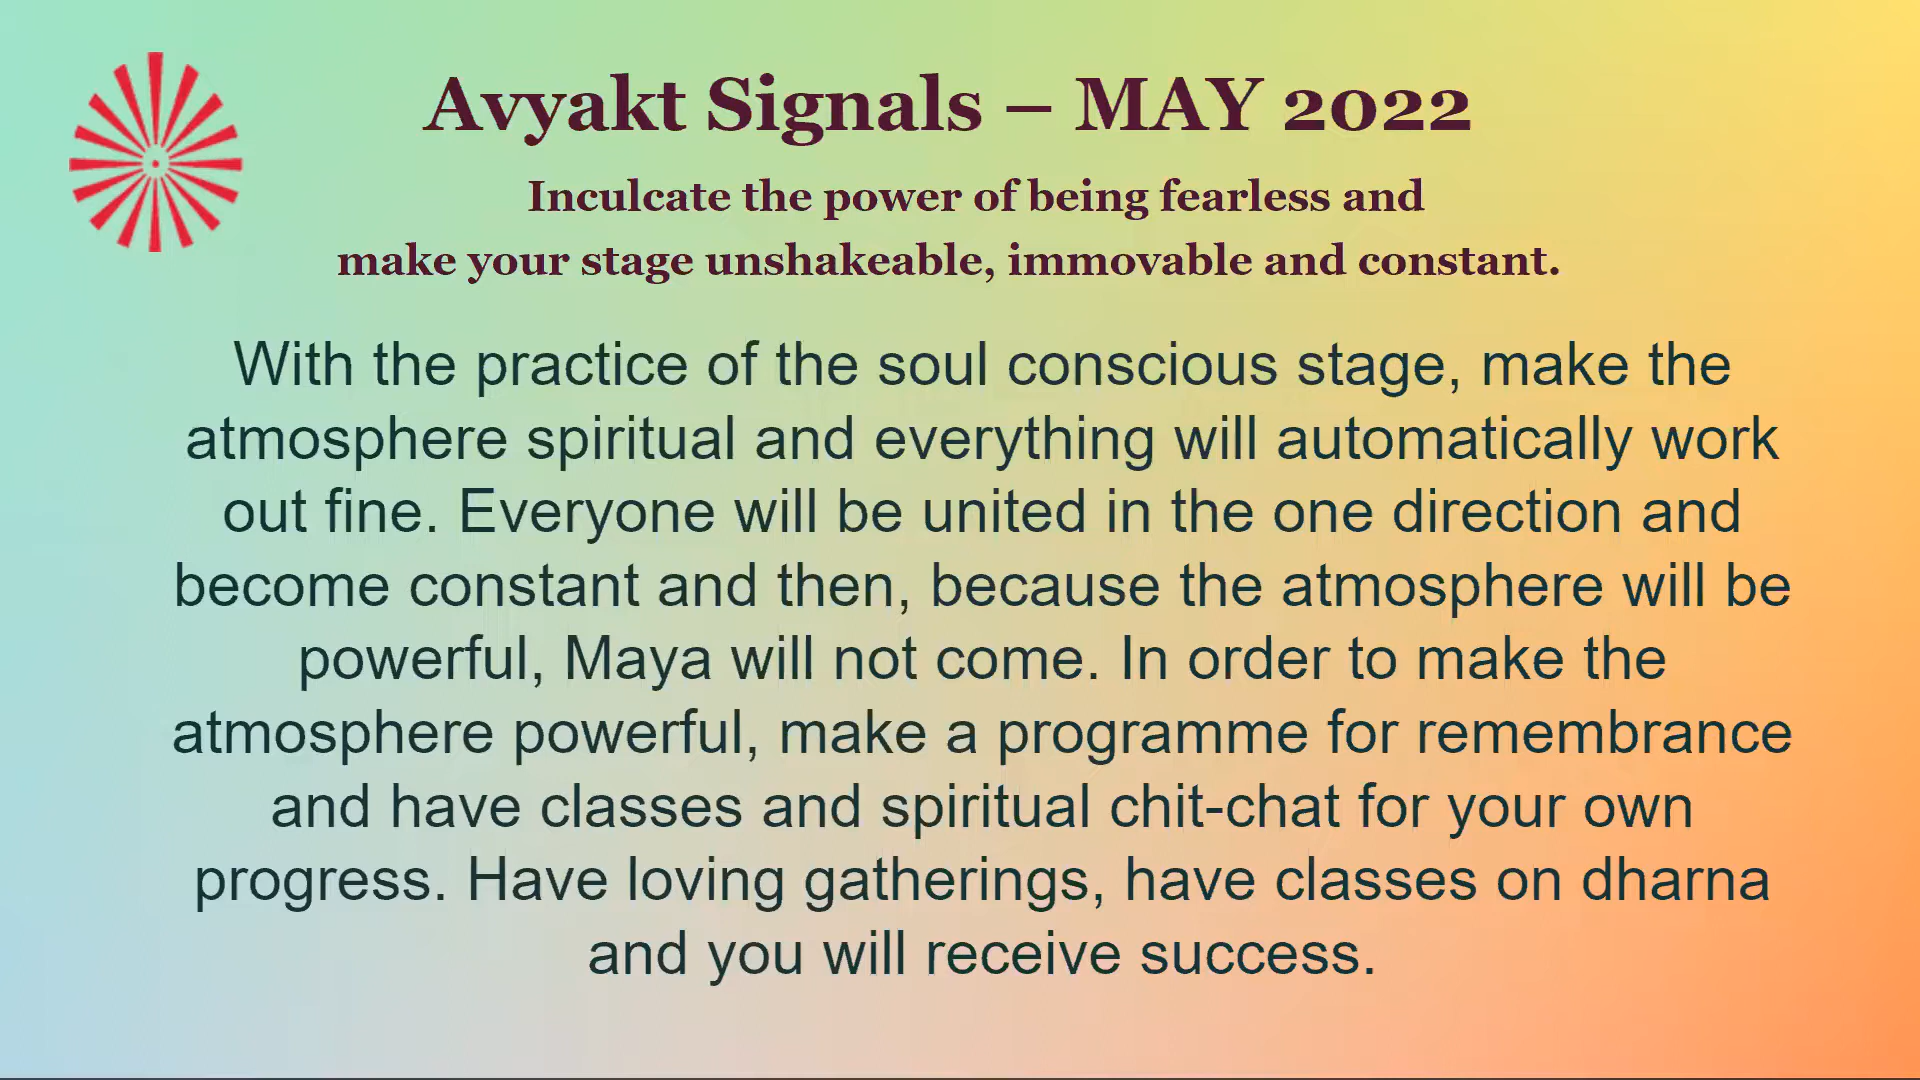 Avyakt Signals – MAY 2022
Inculcate the power of being fearless and
make your stage unshakeable, immovable and constant.
With the practice of the soul conscious stage, make the
atmosphere spiritual and everything will automatically work
out fine. Everyone will be united in the one direction and
become constant and then, because the atmosphere will be
powerful, Maya will not come. In order to make the
atmosphere powerful, make a programme for remembrance
and have classes and spiritual chit-chat for your own
progress. Have loving gatherings, have classes on dharna
and you will receive success.